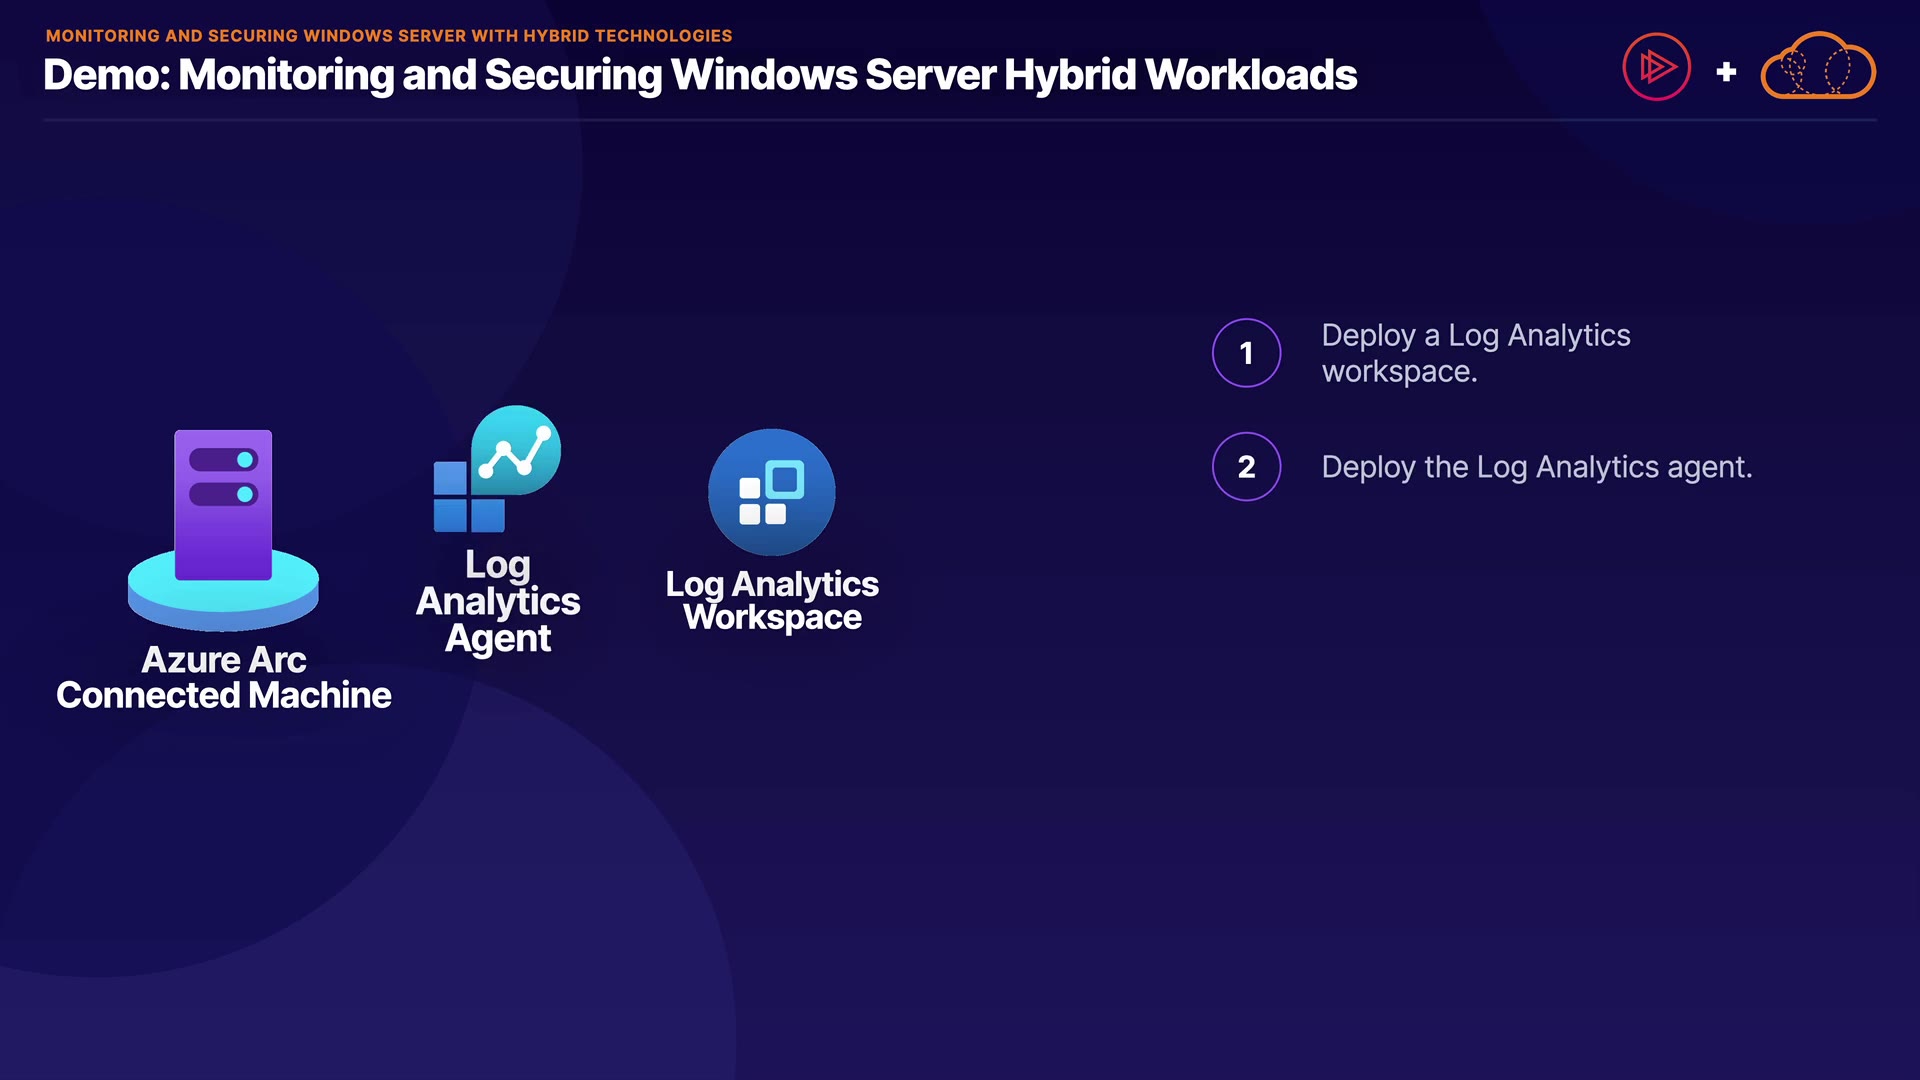 MONITORING AND SECURING WINDOWS SERVER WITH HYBRID TECHNOLOGIES
Demo: Monitoring and Securing Windows Server Hybrid Workloads
+
1
Deploy a Log Analytics
workspace.
2
Deploy the Log Analytics agent.
Log
Analytics
Agent
Log Analytics
Workspace
Azure Arc
Connected Machine